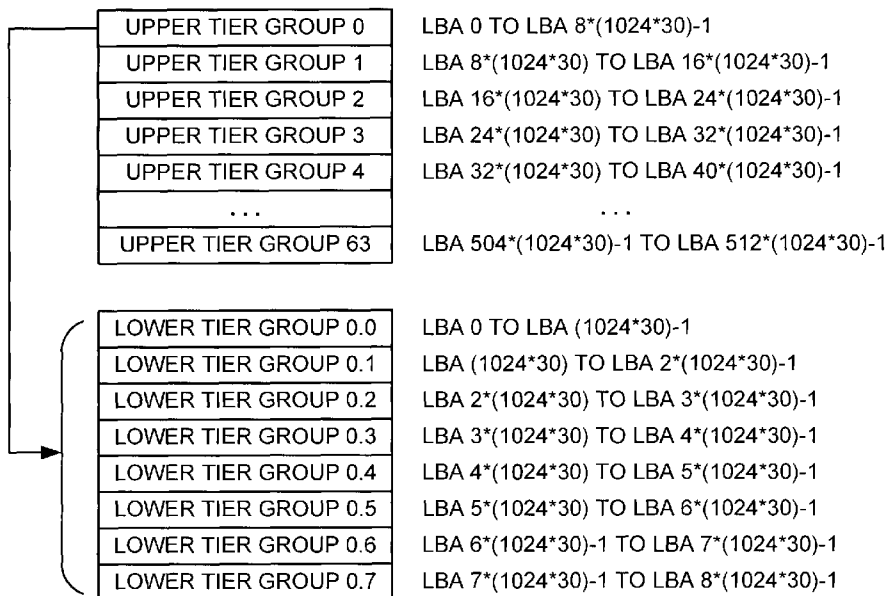 UPPER TIER GROUP 0 LBA 0 TO LBA 8*(1024*30)-1
UPPER TIER GROUP 1 LBA 8*(1024*30) TO LBA 16*(1024*30)-1
UPPER TIER GROUP 2 LBA 16*(1024*30) TO LBA 24*(1024*30)-1
UPPER TIER GROUP 3 LBA 24*(1024*30) TO LBA 32*(1024*30)-1
UPPER TIER GROUP 4 LBA 32*(1024*30) TO LBA 40*(1024*30)-1
... ...
UPPER TIER GROUP 63 LBA 504*(1024*30)-1 TO LBA 512*(1024*30)-1
LOWER TIER GROUP 0.0 LBA 0 TO LBA (1024*30)-1
LOWER TIER GROUP 0.1 LBA (1024*30) TO LBA 2*(1024*30)-1
LOWER TIER GROUP 0.2 LBA 2*(1024*30) TO LBA 3*(1024*30)-1
LOWER TIER GROUP 0.3 LBA 3*(1024*30) TO LBA 4*(1024*30)-1
LOWER TIER GROUP 0.4 LBA 4*(1024*30) TO LBA 5*(1024*30)-1
LOWER TIER GROUP 0.5 LBA 5*(1024*30) TO LBA 6*(1024*30)-1
LOWER TIER GROUP 0.6 LBA 6*(1024*30)-1 TO LBA 7*(1024*30)-1
LOWER TIER GROUP 0.7 LBA 7*(1024*30)-1 TO LBA 8*(1024*30)-1